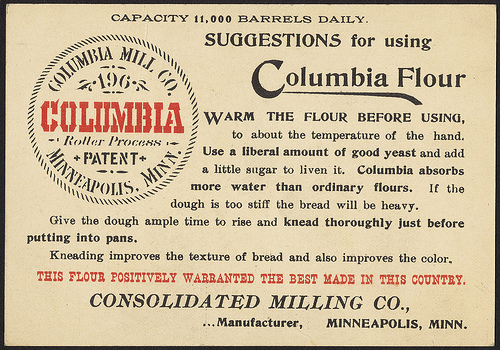 CAPACITY 11,000 BARRELS DAILY.
COLUMBIA MILL CO.
196
COLUMBIA
Roller Process
PATENT
MINNEAPOLIS, MINN.
SUGGESTIONS for using
Columbia Flour
WARM THE FLOUR BEFORE USING,
to about the temperature of the hand.
Use a liberal amount of good yeast and add
a little sugar to liven it. Columbia absorbs
more water than ordinary flours. If the
dough is too stiff the bread will be heavy.
Give the dough ample time to rise and knead thoroughly just before
putting into pans.
Kneading improves the texture of bread and also improves the color.
THIS FLOUR POSITIVELY WARRANTED THE BEST MADE IN THIS COUNTRY.
CONSOLIDATED MILLING CO.,
...Manufacturer, MINNEAPOLIS, MINN.